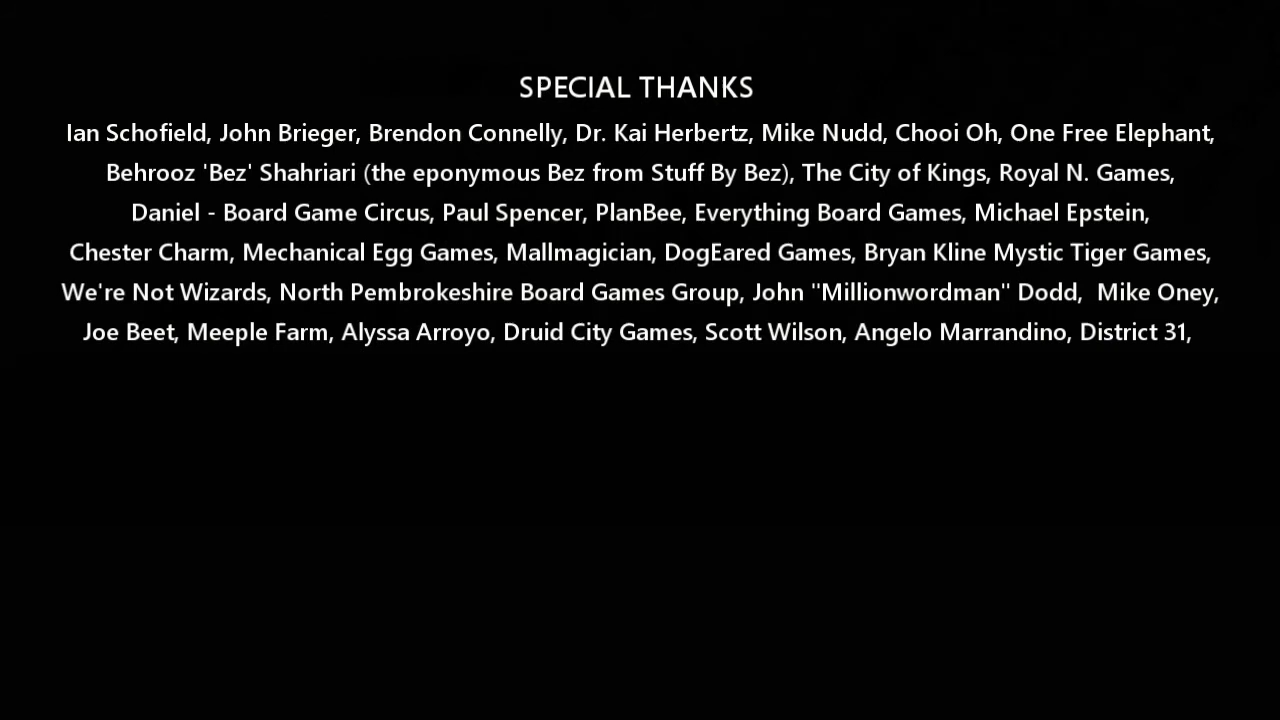 SPECIAL THANKS
Ian Schofield, John Brieger, Brendon Connelly, Dr. Kai Herbertz, Mike Nudd, Chooi Oh, One Free Elephant,
Behrooz 'Bez' Shahriari (the eponymous Bez from Stuff By Bez), The City of Kings, Royal N. Games,
Daniel - Board Game Circus, Paul Spencer, PlanBee, Everything Board Games, Michael Epstein,
Chester Charm, Mechanical Egg Games, Mallmagician, DogEared Games, Bryan Kline Mystic Tiger Games,
We're Not Wizards, North Pembrokeshire Board Games Group, John "Millionwordman" Dodd,  Mike Oney,
Joe Beet, Meeple Farm, Alyssa Arroyo, Druid City Games, Scott Wilson, Angelo Marrandino, District 31,